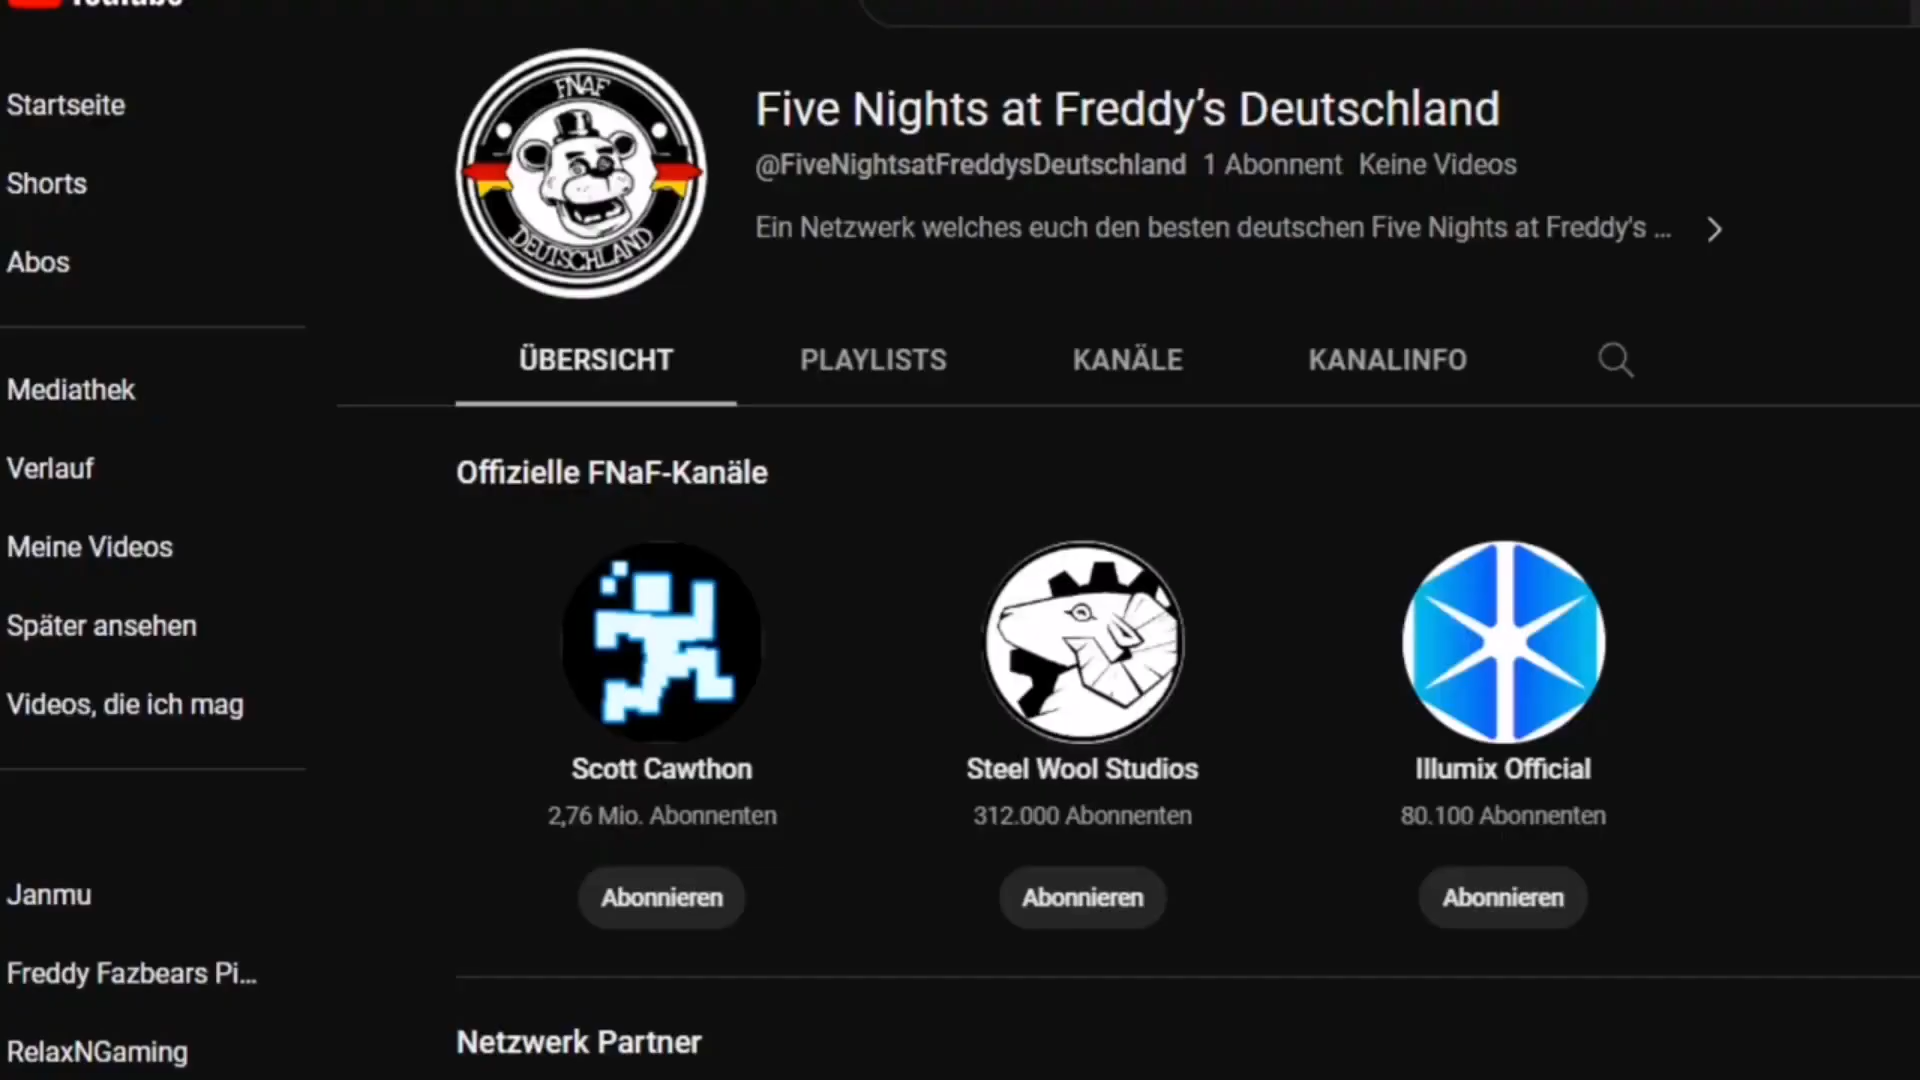 YouTube
Startseite
Shorts
Abos
Mediathek
Verlauf
Meine Videos
Später ansehen
Videos, die ich mag
Janmu
Freddy Fazbears Pi...
RelaxNGaming
FNAF
DEUTSCHLAND
Five Nights at Freddy’s Deutschland
@FiveNightsatFreddysDeutschland 1 Abonnent Keine Videos
Ein Netzwerk welches euch den besten deutschen Five Nights at Freddy's ...
ÜBERSICHT PLAYLISTS KANÄLE KANALINFO
Offizielle FNaF-Kanäle
Scott Cawthon Steel Wool Studios Illumix Official
2,76 Mio. Abonnenten 312.000 Abonnenten 80.100 Abonnenten
Abonnieren Abonnieren Abonnieren
Netzwerk Partner